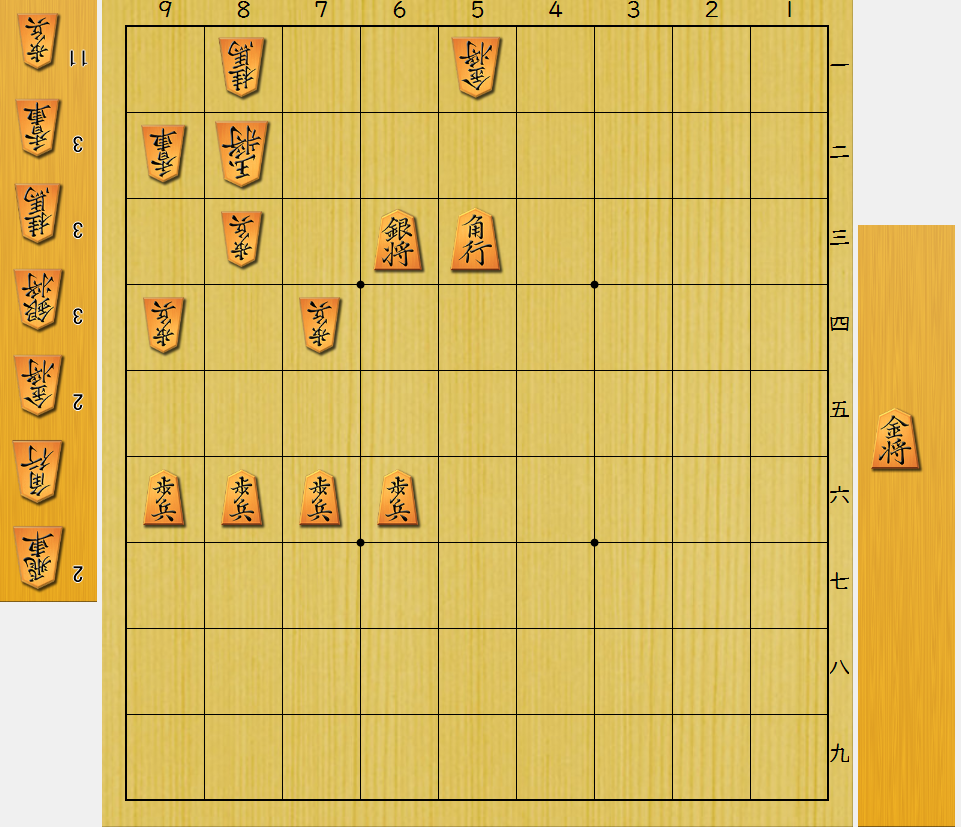 9 8 7 6 5 4 3 2 1
歩兵 11
香車 3
桂馬 3
銀将 3
金将 2
角行
飛車 2
桂馬 金将 一
香車 玉将 二
歩兵 銀将 角行 三
歩兵 歩兵 四
五
歩兵 歩兵 歩兵 歩兵 六
七
八
九
金将